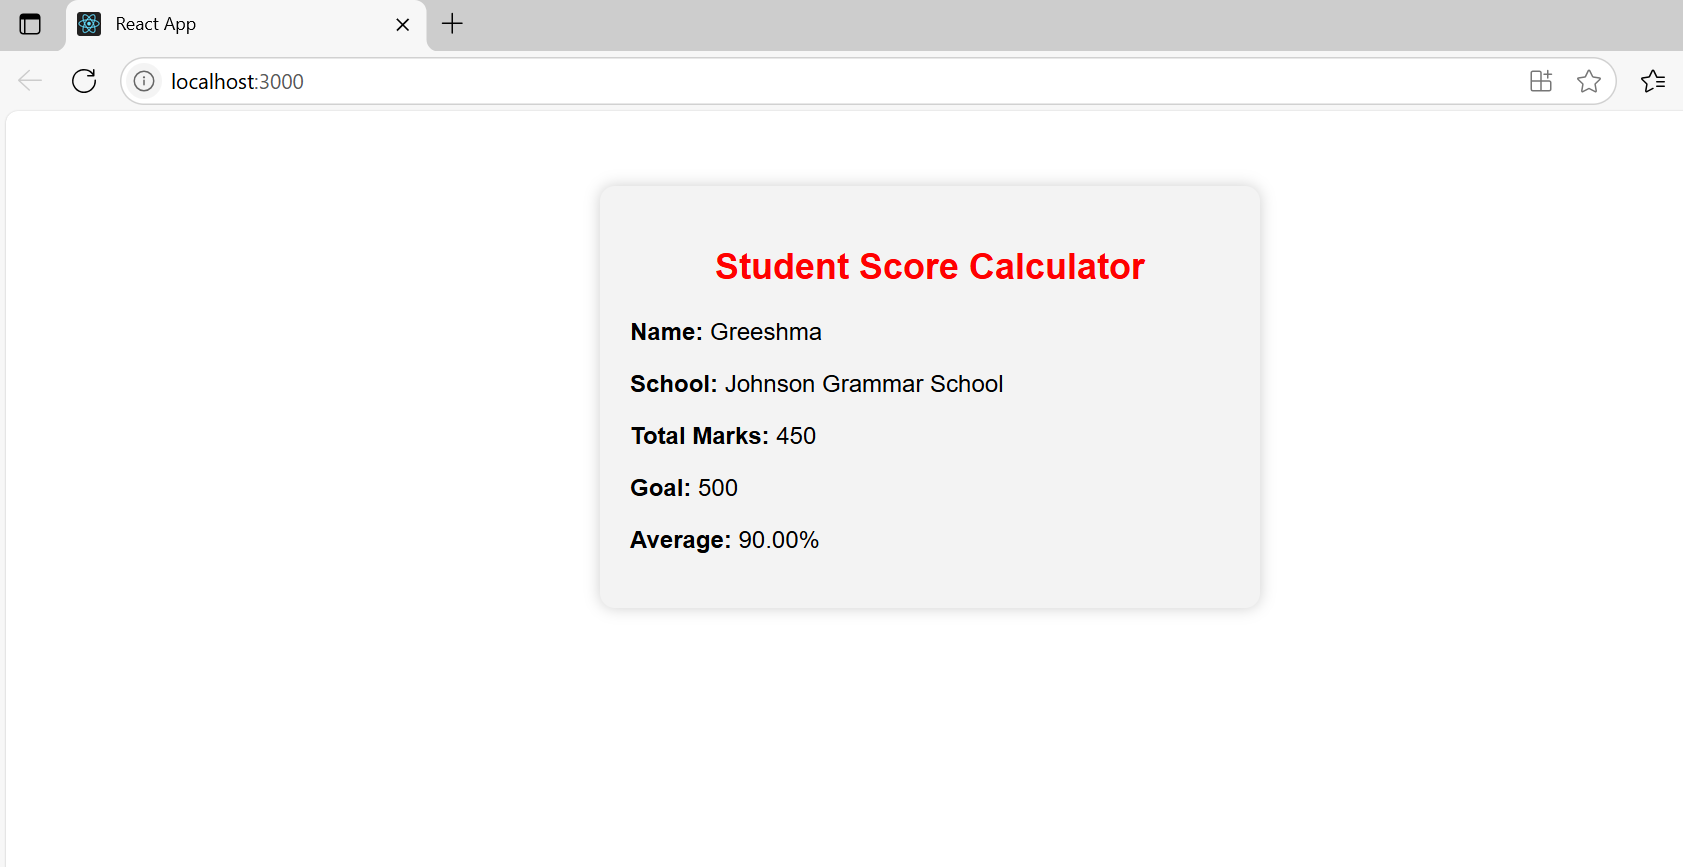 React App
localhost:3000
Student Score Calculator
Name: Greeshma
School: Johnson Grammar School
Total Marks: 450
Goal: 500
Average: 90.00%